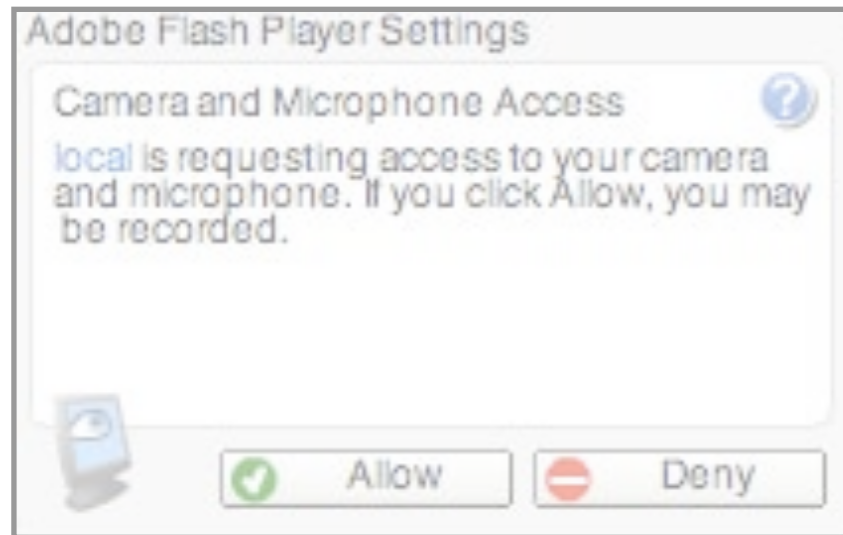 Adobe Flash Player Settings
Camera and Microphone Access
?
local is requesting access to your camera
and microphone. If you click Allow, you may
be recorded.
Allow
Deny